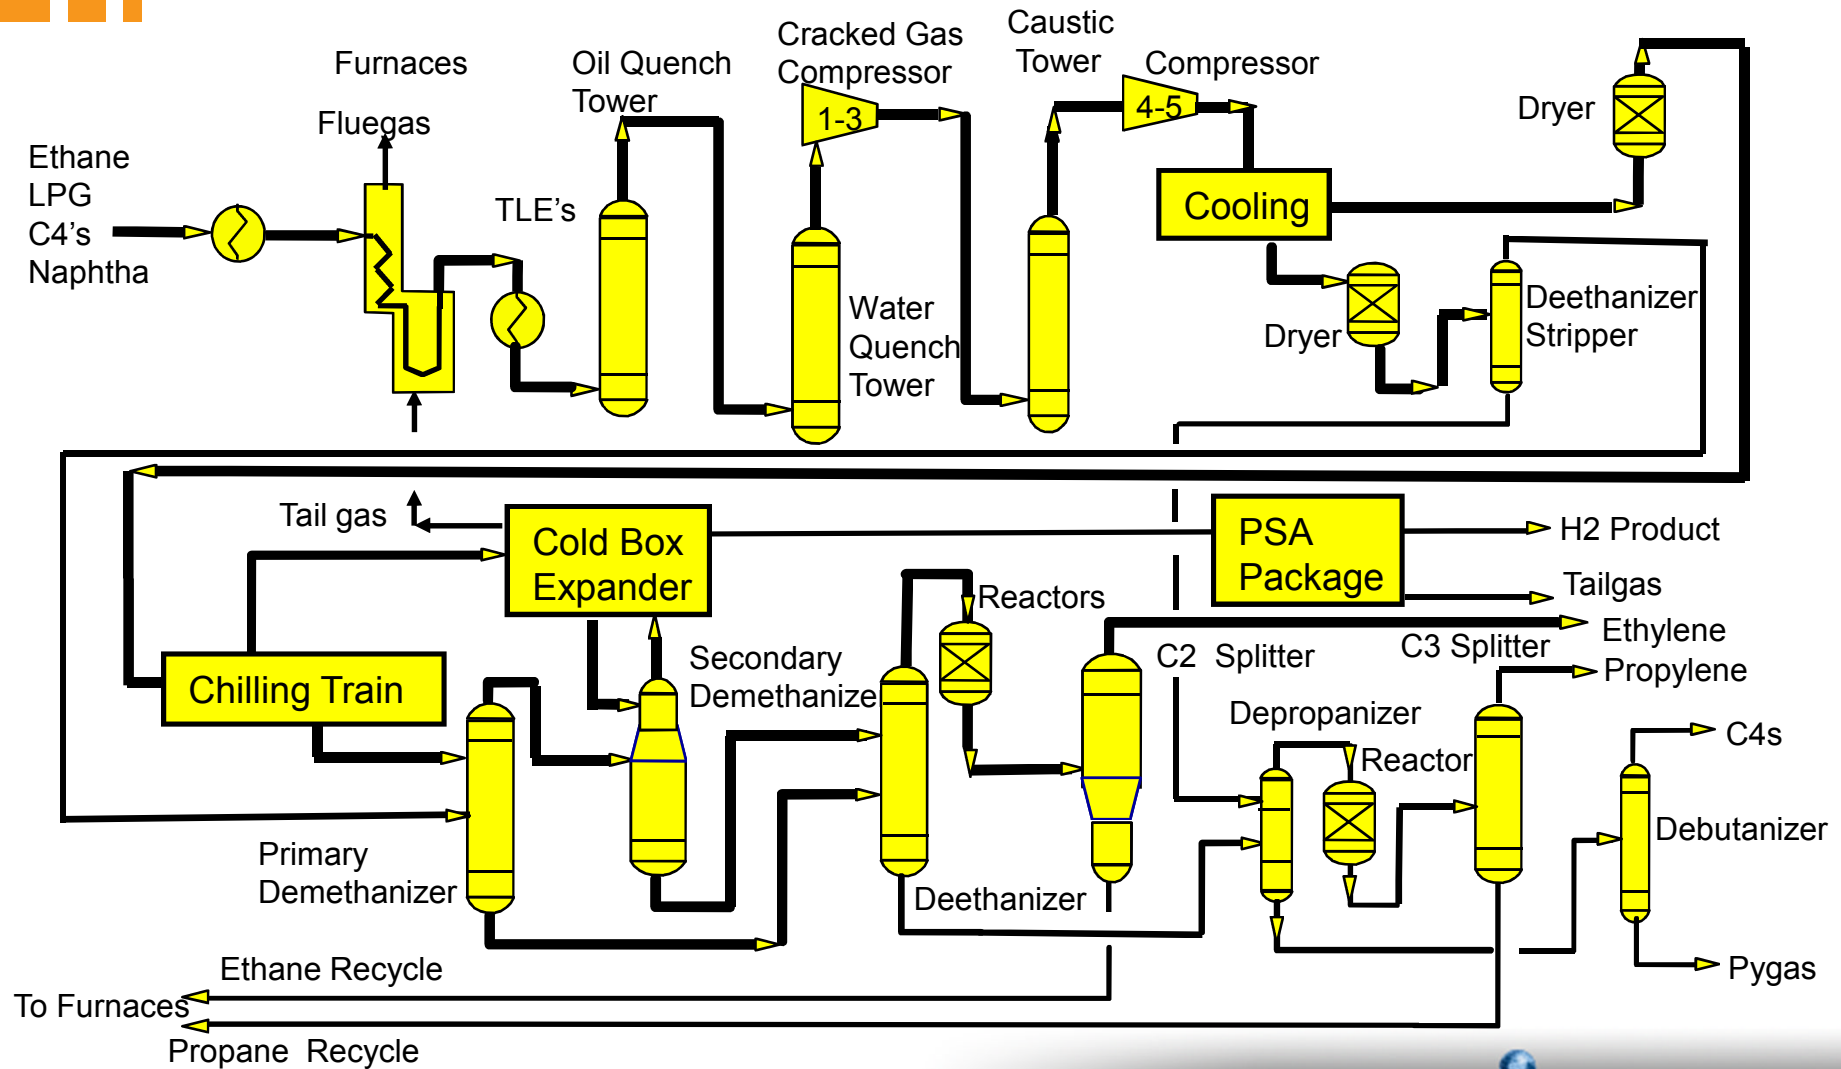 Furnaces
Oil Quench
Tower
Cracked Gas
Compressor
Caustic
Tower
Compressor
Dryer
Fluegas
1-3
4-5
Ethane
LPG
C4's
Naphtha
TLE's
Cooling
Water
Quench
Tower
Dryer
Deethanizer
Stripper
Tail gas
Cold Box
Expander
PSA
Package
H2 Product
Tailgas
Reactors
Ethylene
Propylene
C2 Splitter
C3 Splitter
Chilling Train
Secondary
Demethanize
Depropanizer
Reactor
C4s
Debutanizer
Primary
Demethanizer
Deethanizer
Pygas
Ethane Recycle
To Furnaces
Propane Recycle